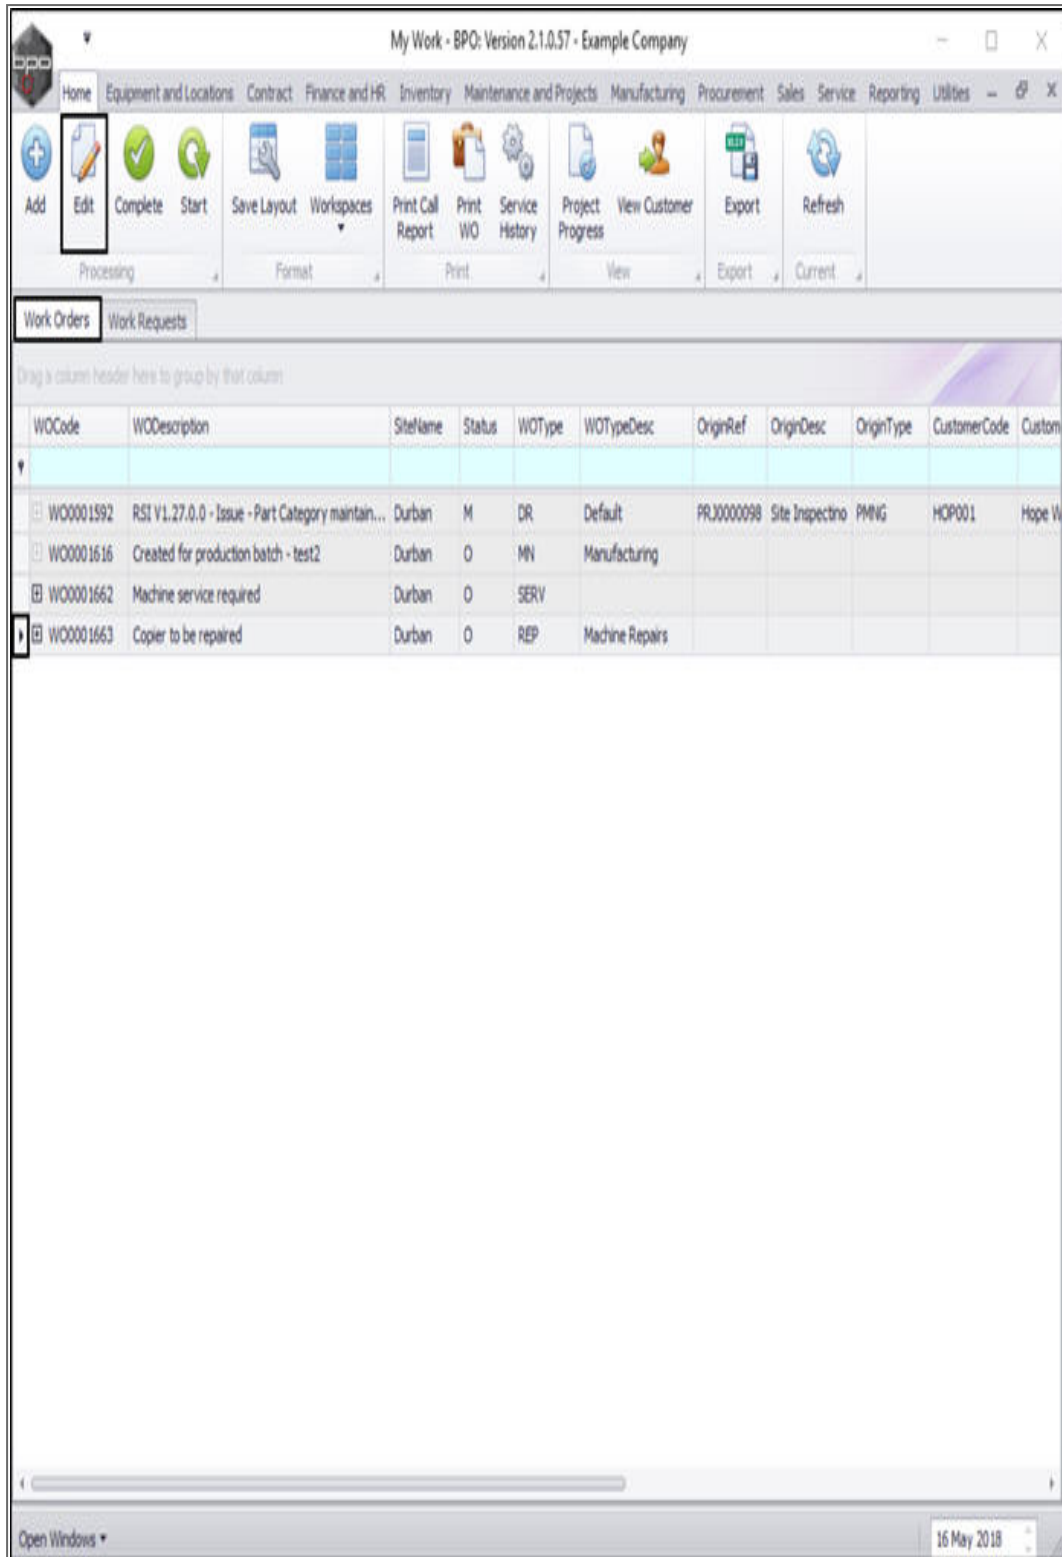 My Work - BPO: Version 2.1.0.57 - Example Company
bpo
Home Equipment and Locations Contract Finance and HR Inventory Maintenance and Projects Manufacturing Procurement Sales Service Reporting Utilities
Add Edit Complete Start Save Layout Workspaces Print Call Report Print WO Service History Project Progress View Customer Export Refresh
Processing Format Print View Export Current
Work Orders Work Requests
Drag a column header here to group by that column
WOCode WODescription SiteName Status WOType WOTypeDesc OriginRef OriginDesc OriginType CustomerCode Custom
WO0001592 RSI V1.27.0.0 - Issue - Part Category maintain... Durban M DR Default PRJ0000098 Site Inspectino PMNG HOP001 Hope W
WO0001616 Created for production batch - test2 Durban O MN Manufacturing
WO0001662 Machine service required Durban O SERV
WO0001663 Copier to be repaired Durban O REP Machine Repairs
Open Windows 16 May 2018